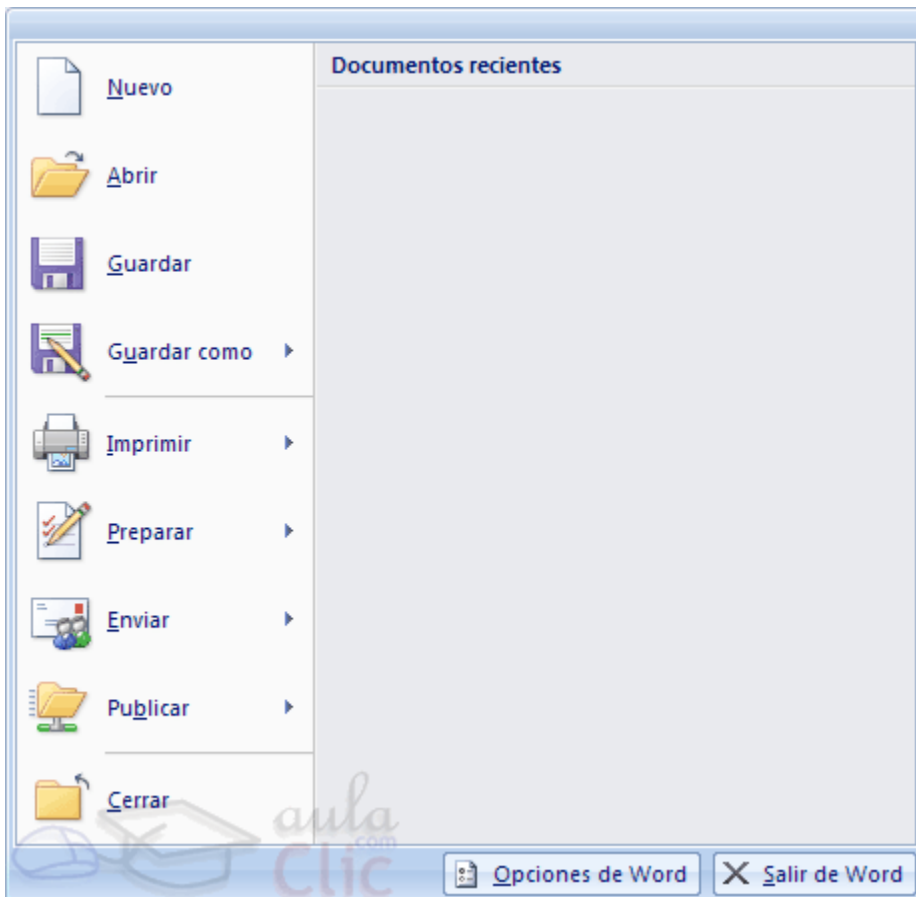 Documentos recientes
Nuevo
Abrir
Guardar
Guardar como
Imprimir
Preparar
Enviar
Publicar
Cerrar
aula
.com
Clic
Opciones de Word
Salir de Word